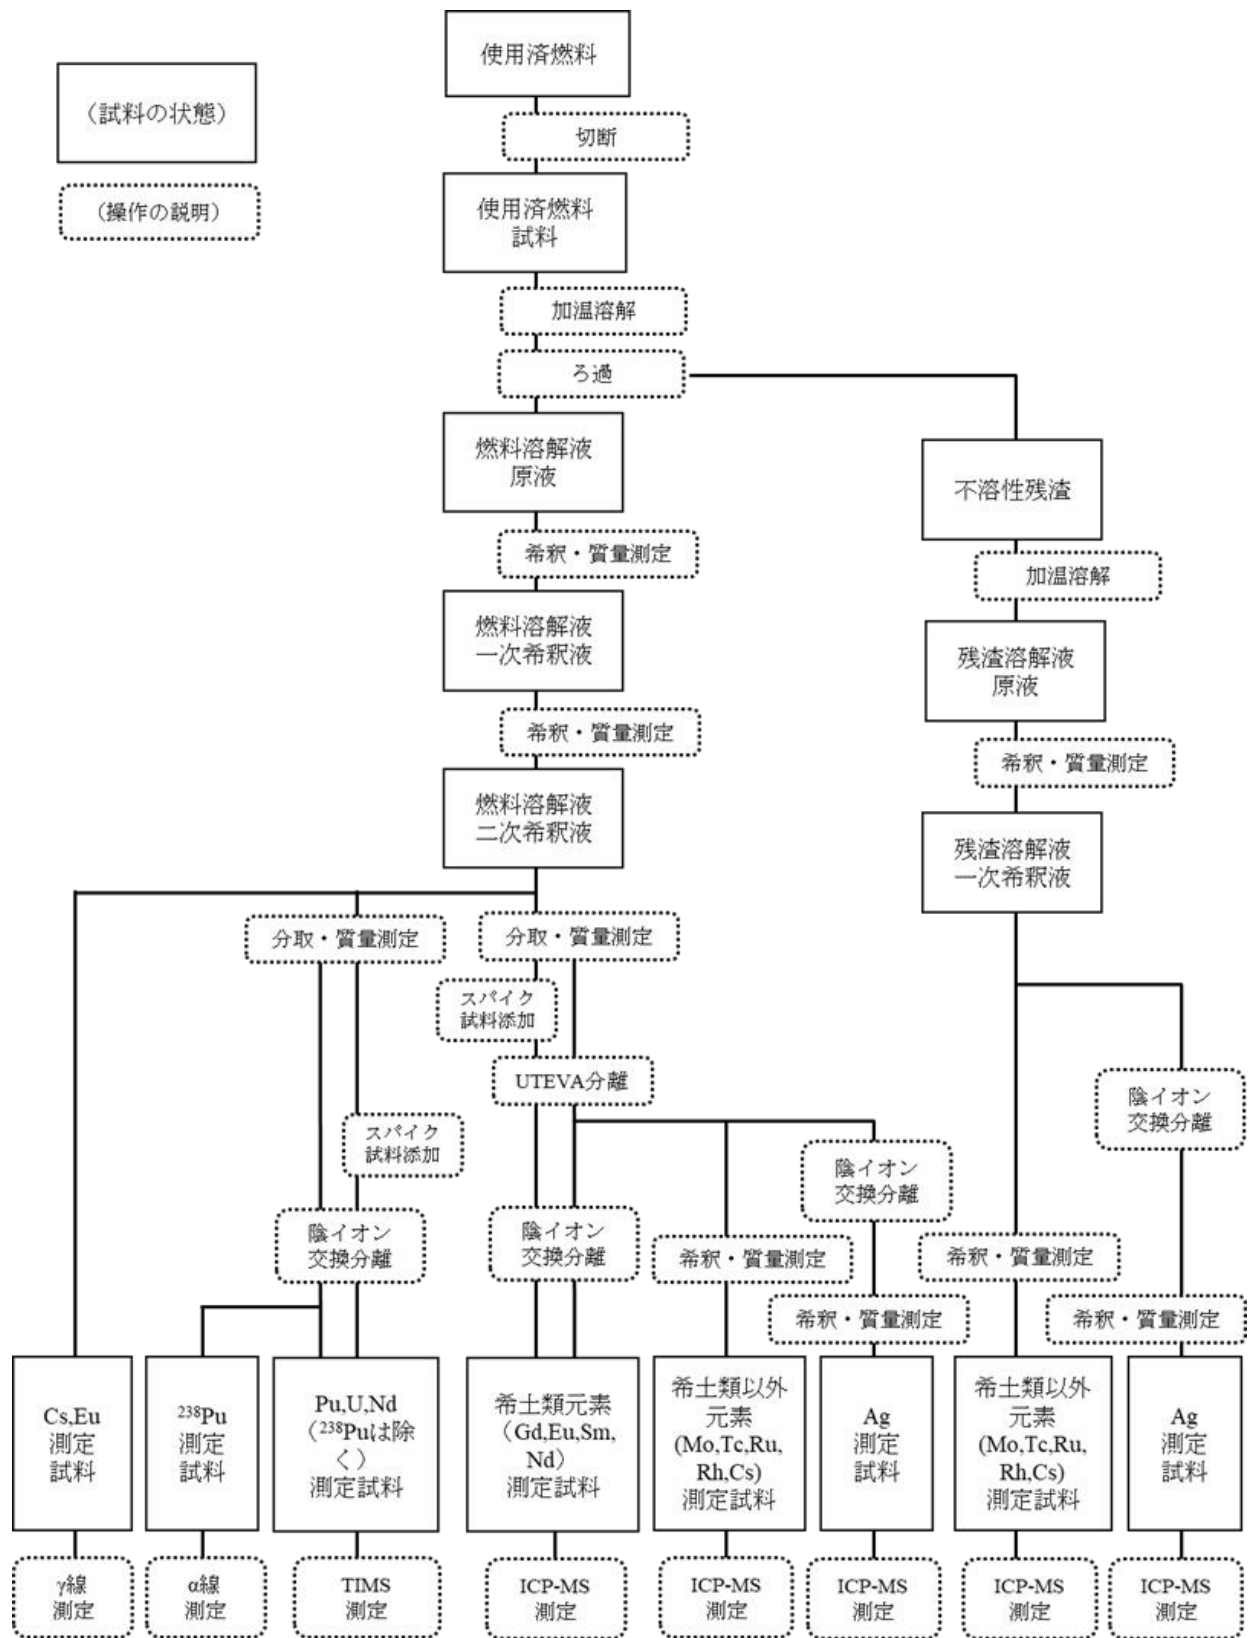 使用済燃料
（試料の状態）
切断
（操作の説明）
使用済燃料
試料
加温溶解
ろ過
燃料溶解液
原液
不溶性残渣
希釈・質量測定
加温溶解
燃料溶解液
一次希釈液
残渣溶解液
原液
希釈・質量測定
希釈・質量測定
燃料溶解液
二次希釈液
残渣溶解液
一次希釈液
分取・質量測定
分取・質量測定
スパイク
試料添加
UTEVA分離
陰イオン
交換分離
スパイク
試料添加
陰イオン
交換分離
陰イオン
交換分離
陰イオン
交換分離
希釈・質量測定
希釈・質量測定
希釈・質量測定
希釈・質量測定
Cs,Eu
測定
試料
²³⁸Pu
測定
試料
Pu,U,Nd
（²³⁸Puは除
く）
測定試料
希土類元素
（Gd,Eu,Sm,
Nd）
測定試料
希土類以外
元素
(Mo,Tc,Ru,
Rh,Cs)
測定試料
Ag
測定
試料
希土類以外
元素
(Mo,Tc,Ru,
Rh,Cs)
測定試料
Ag
測定
試料
γ線
測定
α線
測定
TIMS
測定
ICP-MS
測定
ICP-MS
測定
ICP-MS
測定
ICP-MS
測定
ICP-MS
測定